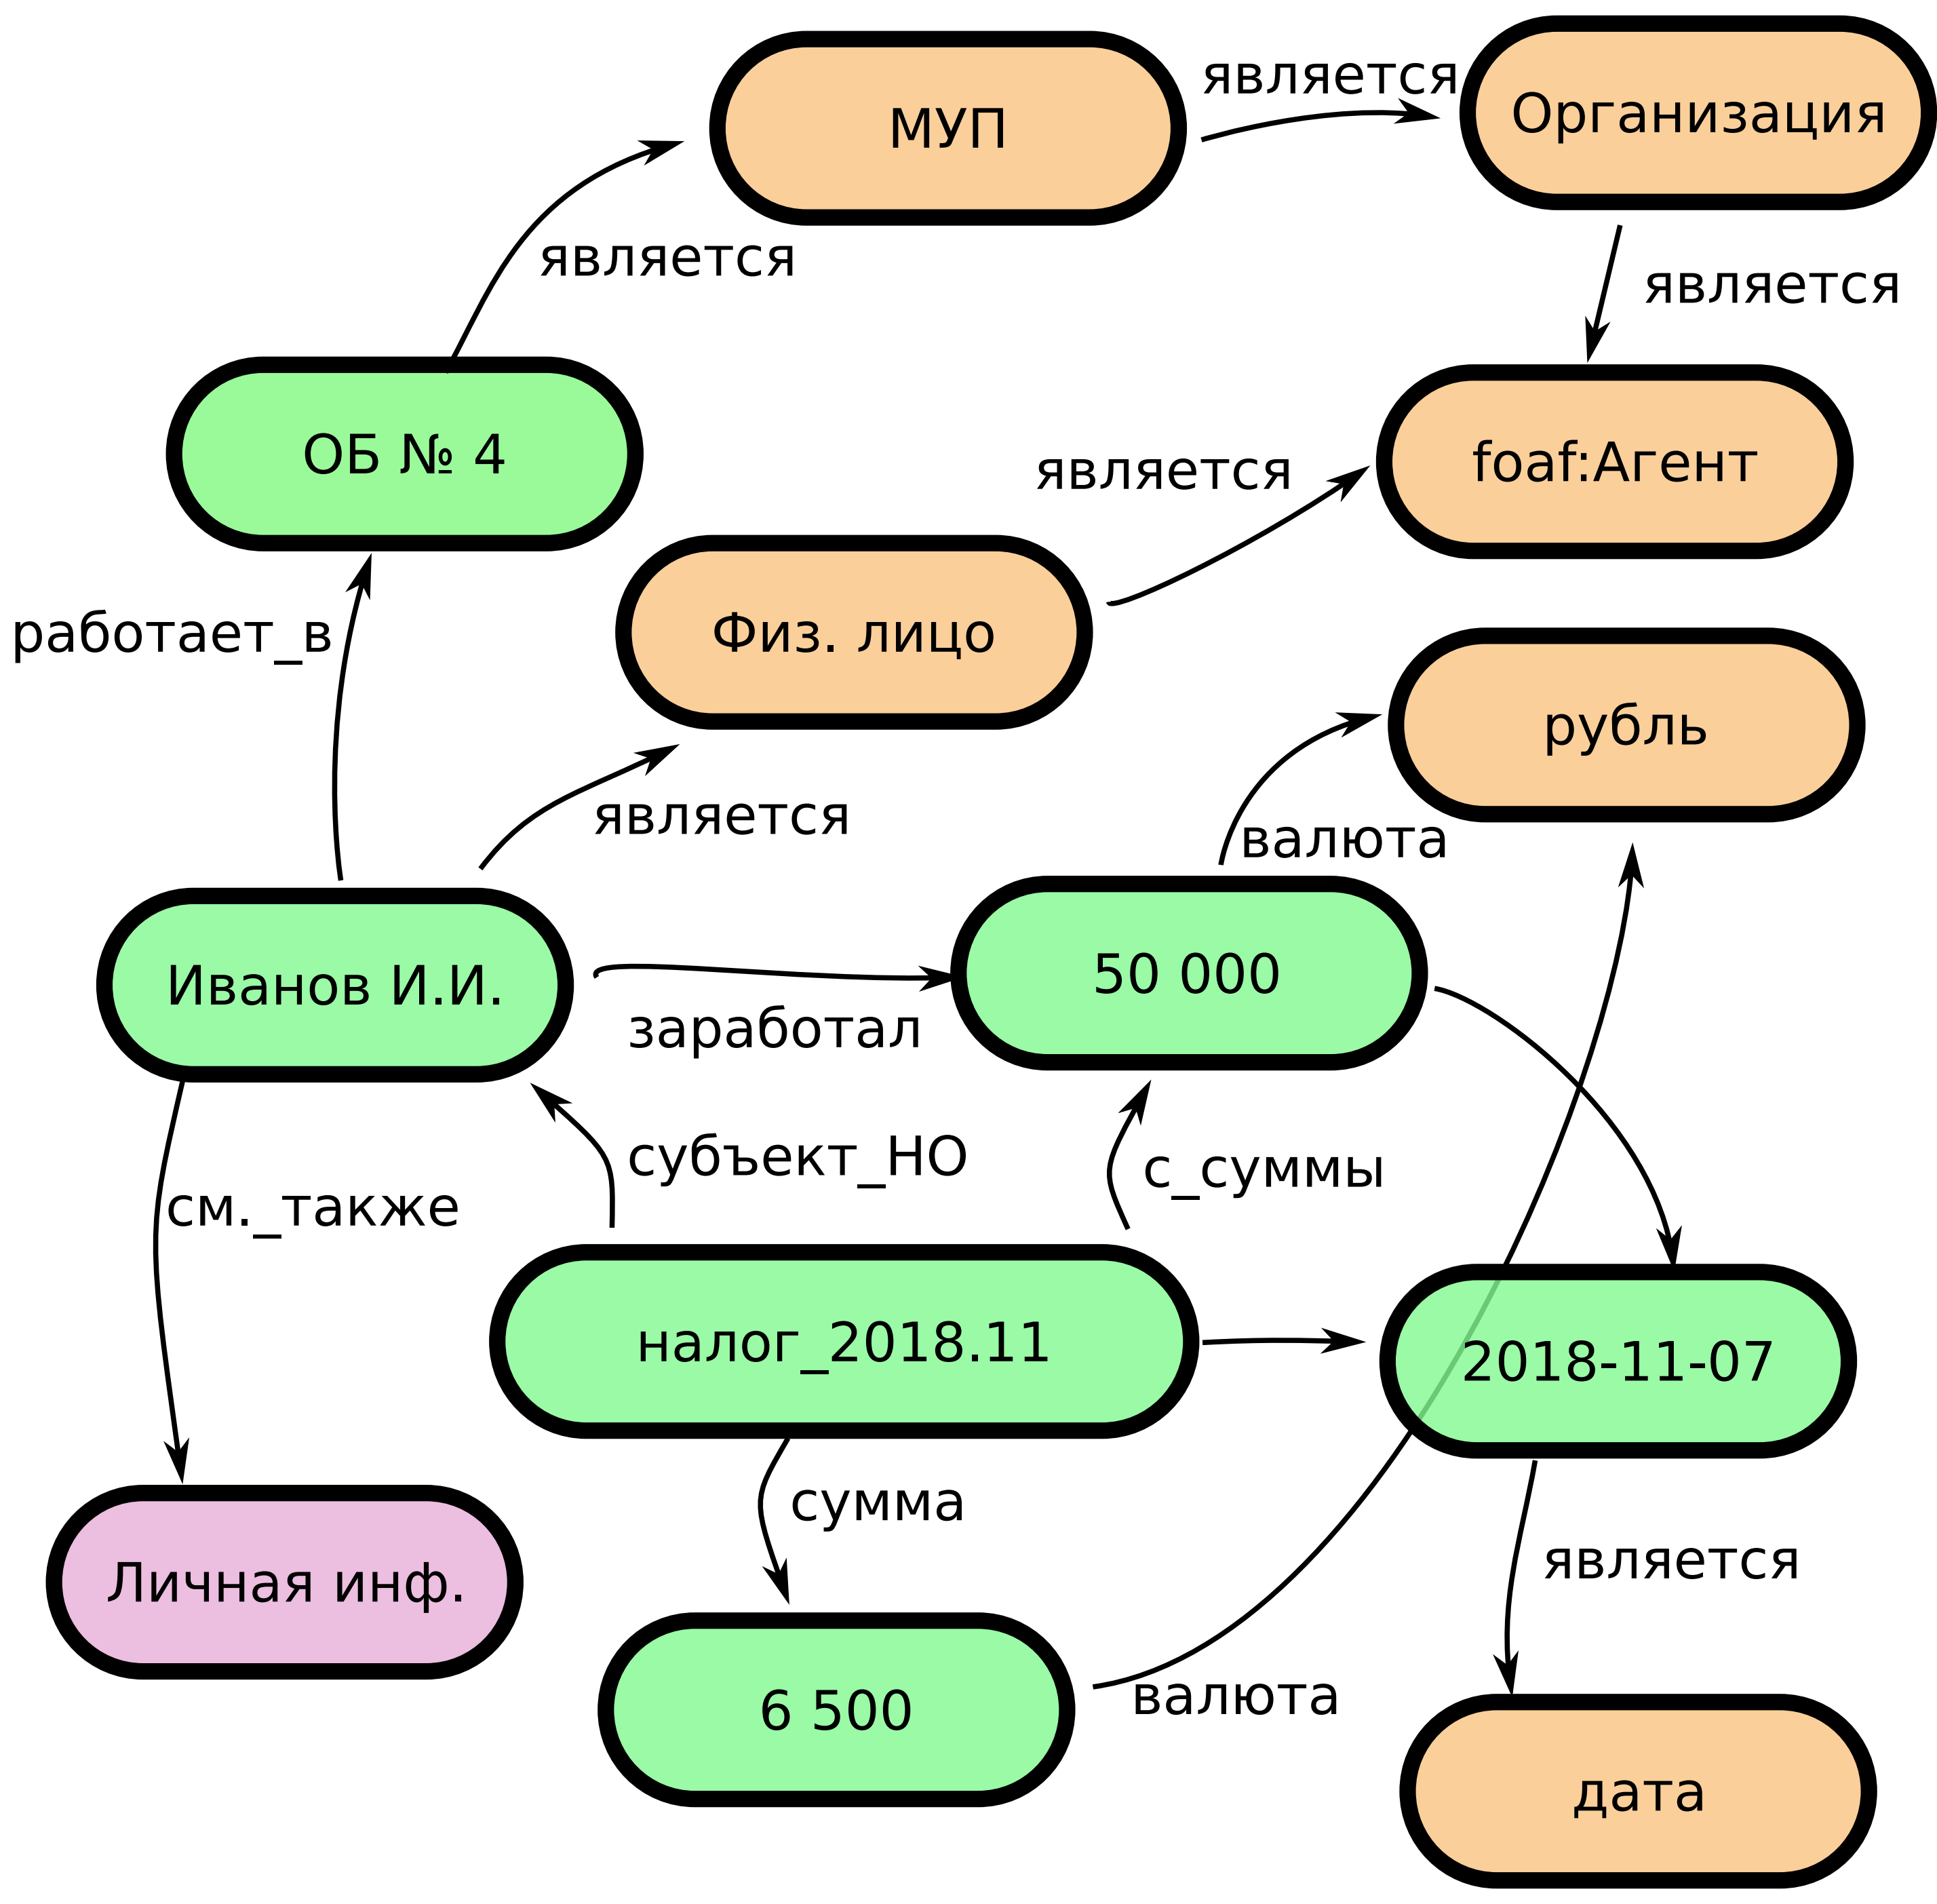 МУП
является
Организация
является
является
ОБ № 4
является
foaf:Агент
работает_в
Физ. лицо
рубль
является
валюта
Иванов И.И.
50 000
заработал
субъект_НО
с_суммы
см._также
налог_2018.11
2018-11-07
сумма
является
Личная инф.
6 500
валюта
дата